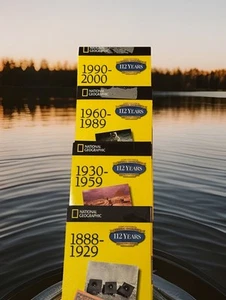 NATIONAL
GEOGRAPHIC
1990-
2000
112 YEARS
NATIONAL
GEOGRAPHIC
1960-
1989
112 YEARS
NATIONAL
GEOGRAPHIC
1930-
1959
112 YEARS
NATIONAL
GEOGRAPHIC
1888-
1929
112 YEARS